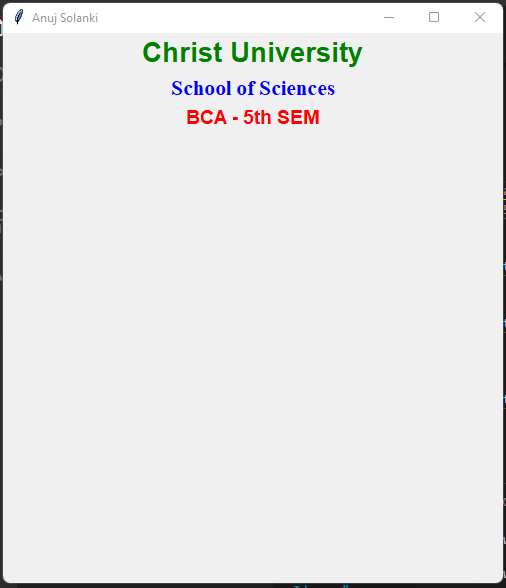 Anuj Solanki
Christ University
School of Sciences
BCA - 5th SEM